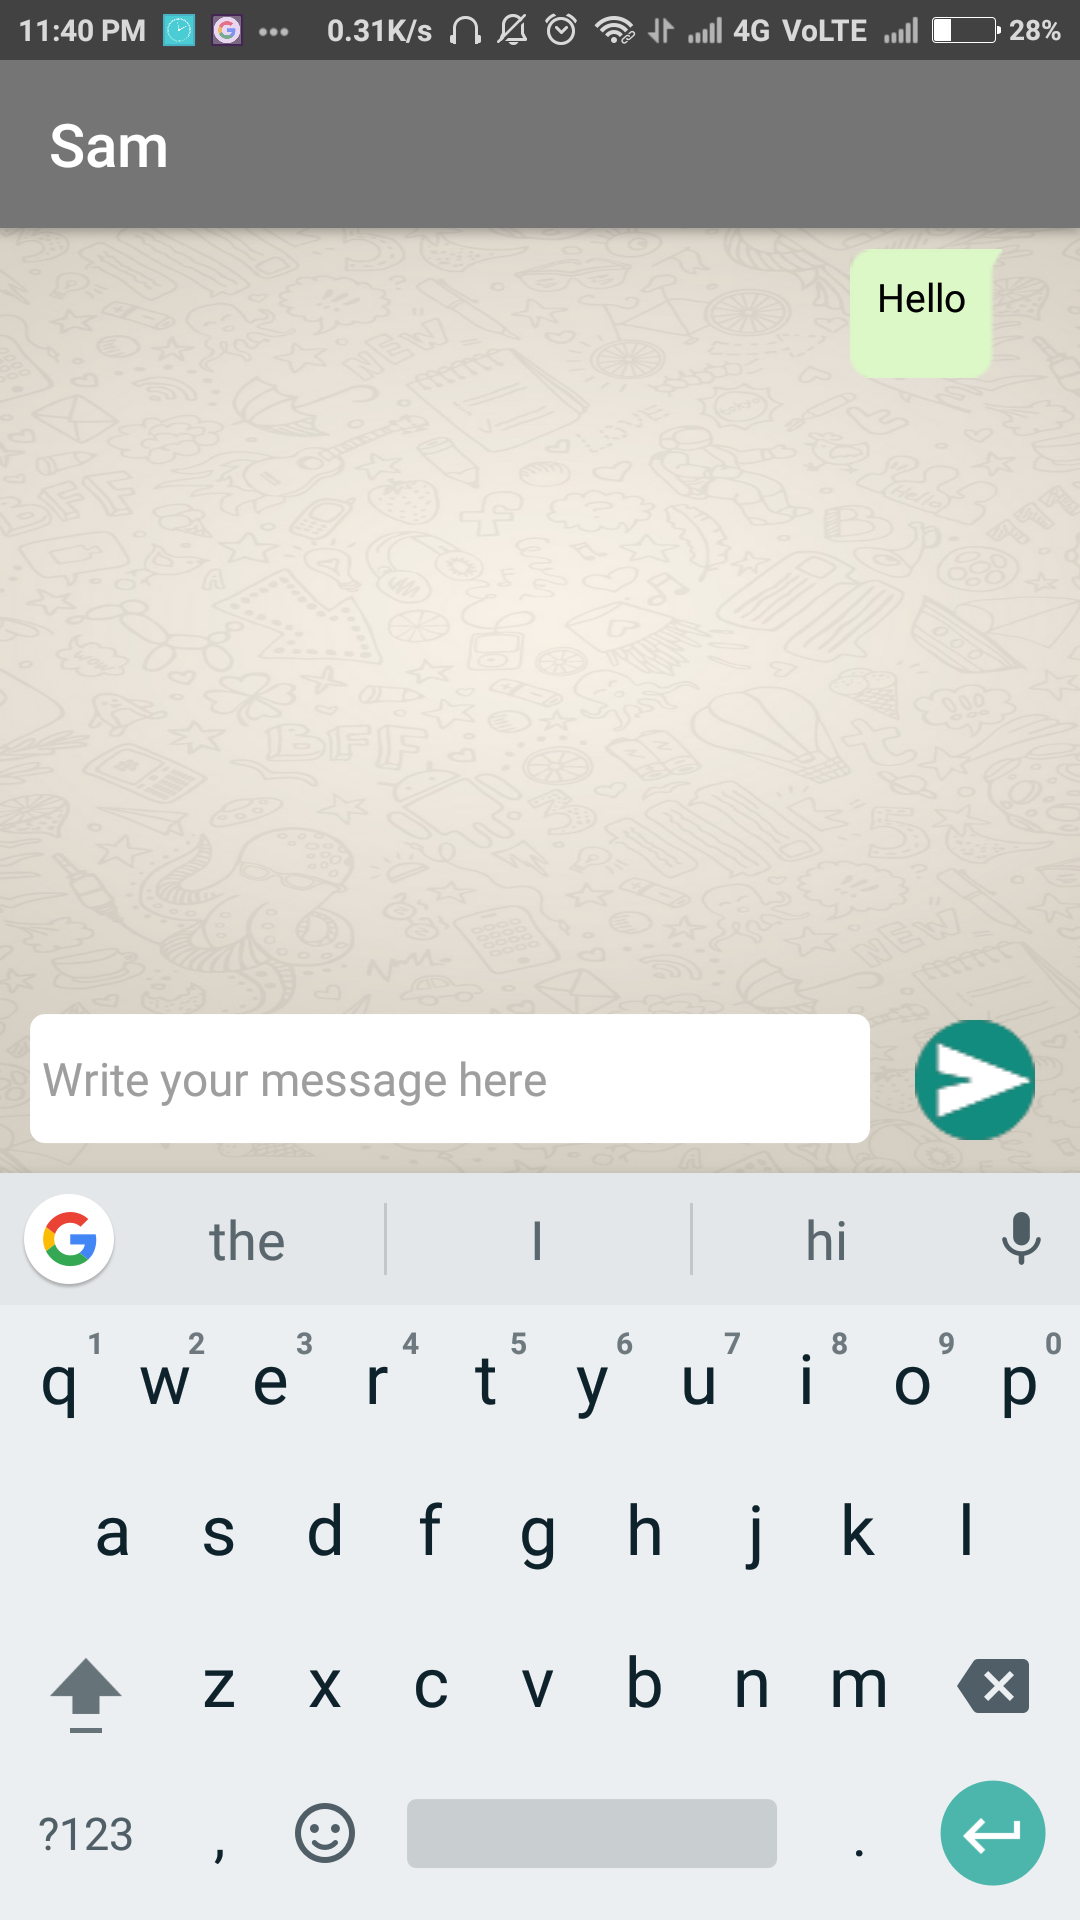 11:40 PM ... 0.31K/s 4G VoLTE 28%
Sam
Hello
Write your message here
the I hi
1 2 3 4 5 6 7 8 9 0
q w e r t y u i o p
a s d f g h j k l
z x c v b n m
?123 , .